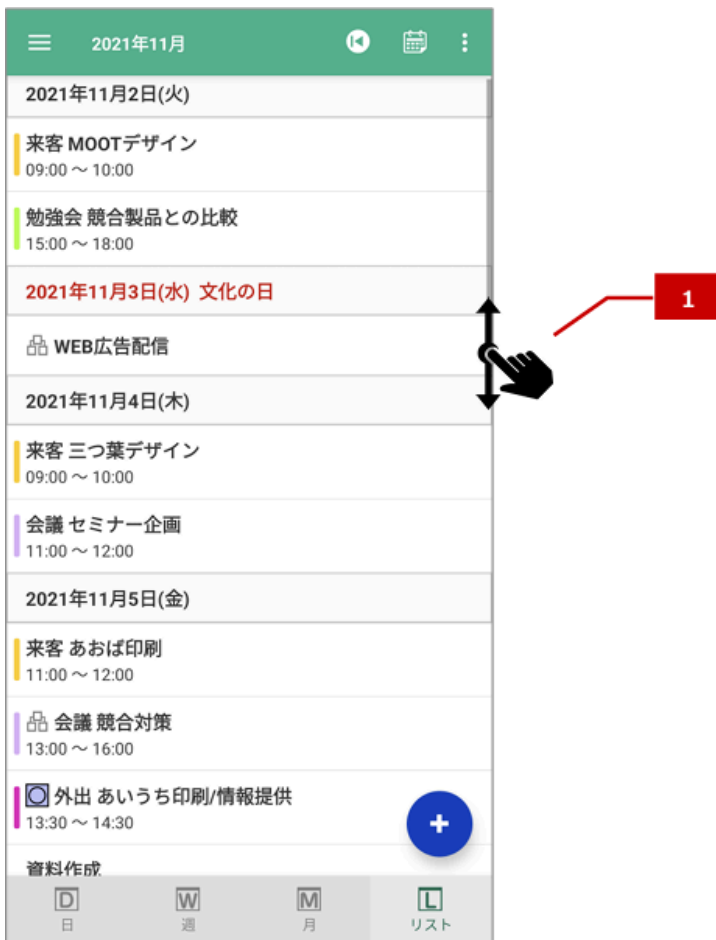 2021年11月
2021年11月2日(火)
来客 MOOTデザイン
09:00 ～ 10:00
勉強会 競合製品との比較
15:00 ～ 18:00
2021年11月3日(水) 文化の日
1
WEB広告配信
2021年11月4日(木)
来客 三つ葉デザイン
09:00 ～ 10:00
会議 セミナー企画
11:00 ～ 12:00
2021年11月5日(金)
来客 あおば印刷
11:00 ～ 12:00
会議 競合対策
13:00 ～ 16:00
外出 あいうち印刷/情報提供
13:30 ～ 14:30
+
資料作成
D W M L
日 週 月 リスト